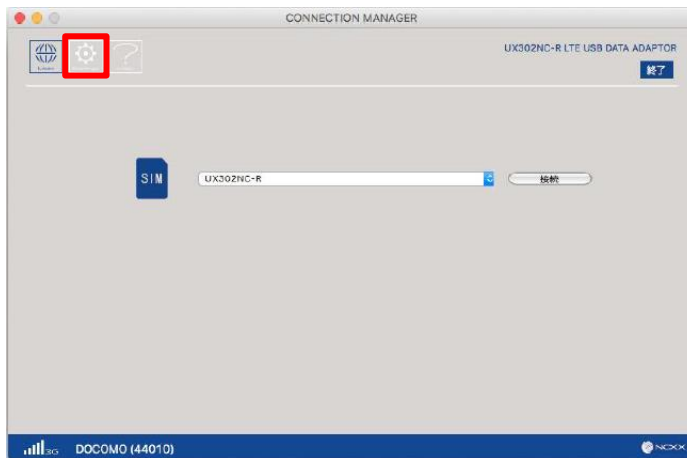 CONNECTION MANAGER
UX302NC-R LTE USB DATA ADAPTOR
終了
SIM
UX302NC-R
接続
3G
DOCOMO (44010)
NCXX